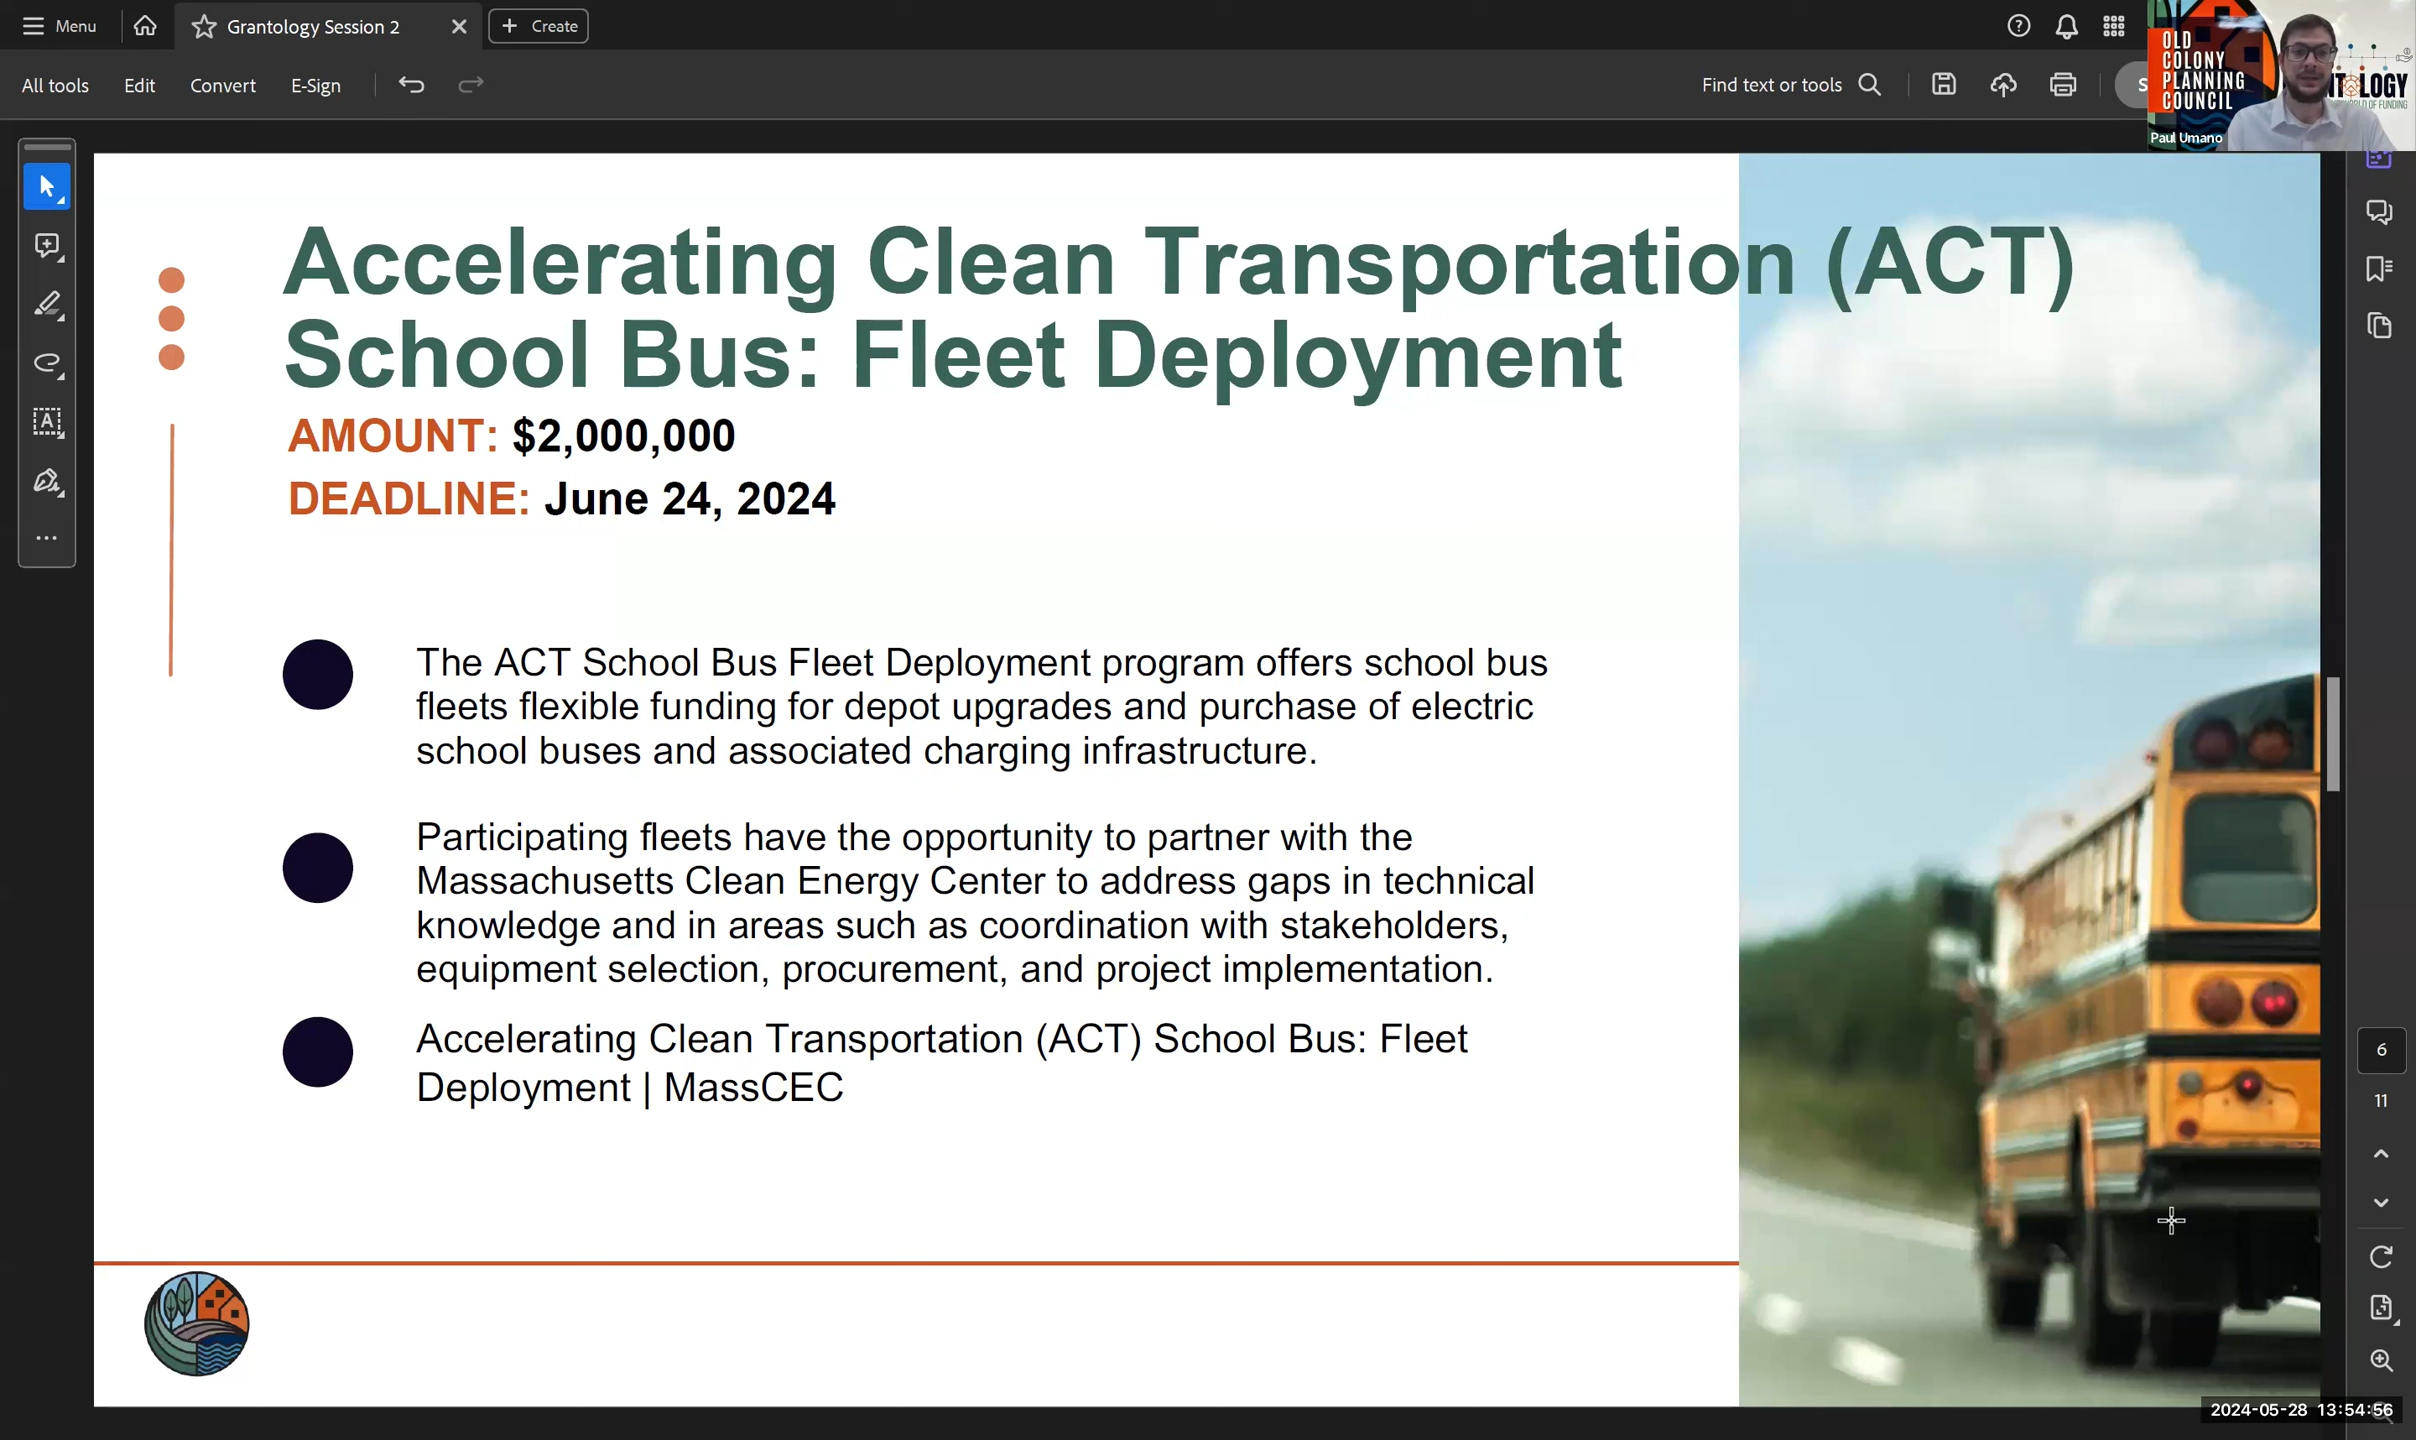 Menu
Grantology Session 2
Create
All tools
Edit
Convert
E-Sign
Find text or tools
OLD
COLONY
PLANNING
COUNCIL
Paul Umano
Accelerating Clean Transportation (ACT)
School Bus: Fleet Deployment
AMOUNT: $2,000,000
DEADLINE: June 24, 2024
The ACT School Bus Fleet Deployment program offers school bus
fleets flexible funding for depot upgrades and purchase of electric
school buses and associated charging infrastructure.
Participating fleets have the opportunity to partner with the
Massachusetts Clean Energy Center to address gaps in technical
knowledge and in areas such as coordination with stakeholders,
equipment selection, procurement, and project implementation.
Accelerating Clean Transportation (ACT) School Bus: Fleet
Deployment | MassCEC
6
11
2024-05-28 13:54:56